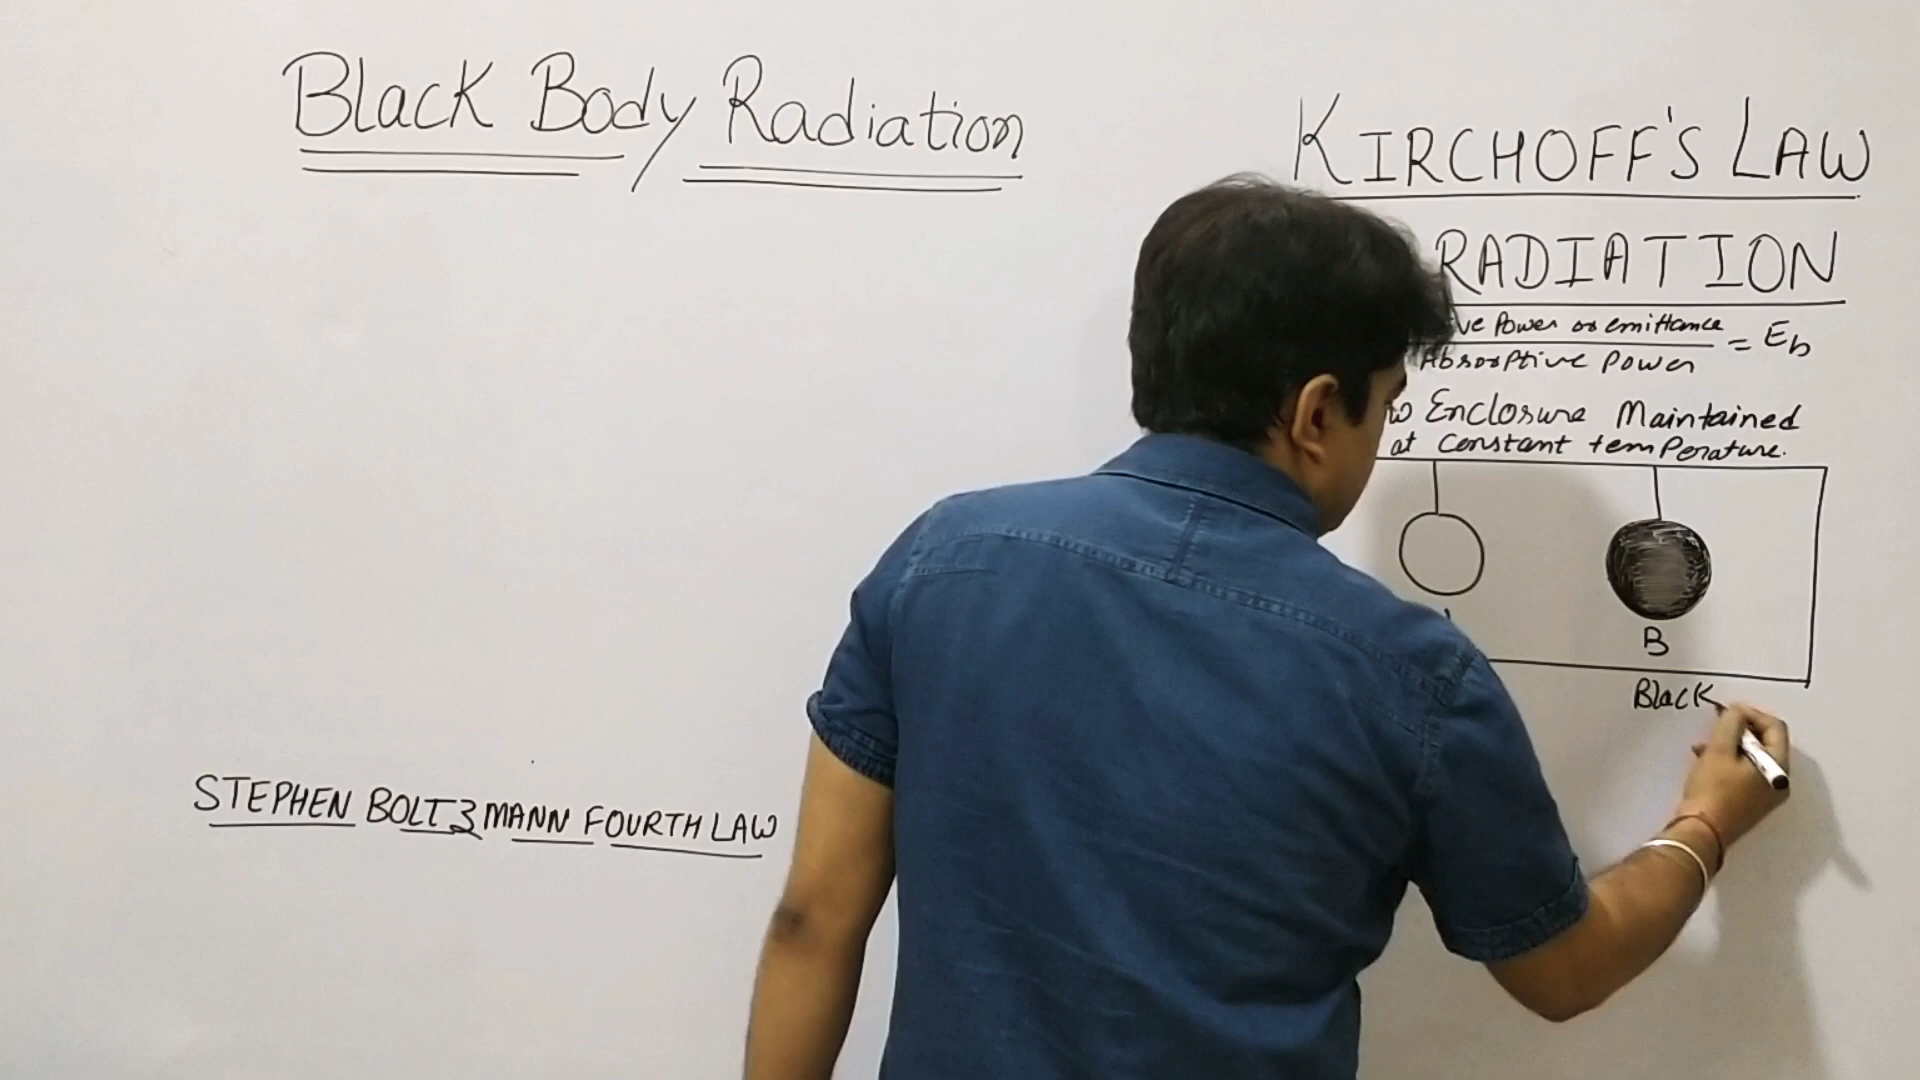 Black Body Radiation
KIRCHOFF'S LAW
RADIATION
ve Power or emittance
Absorptive Power
= Eb
w Enclosure Maintained
at Constant temperature.
B
Black
STEPHEN BOLTZMANN FOURTH LAW